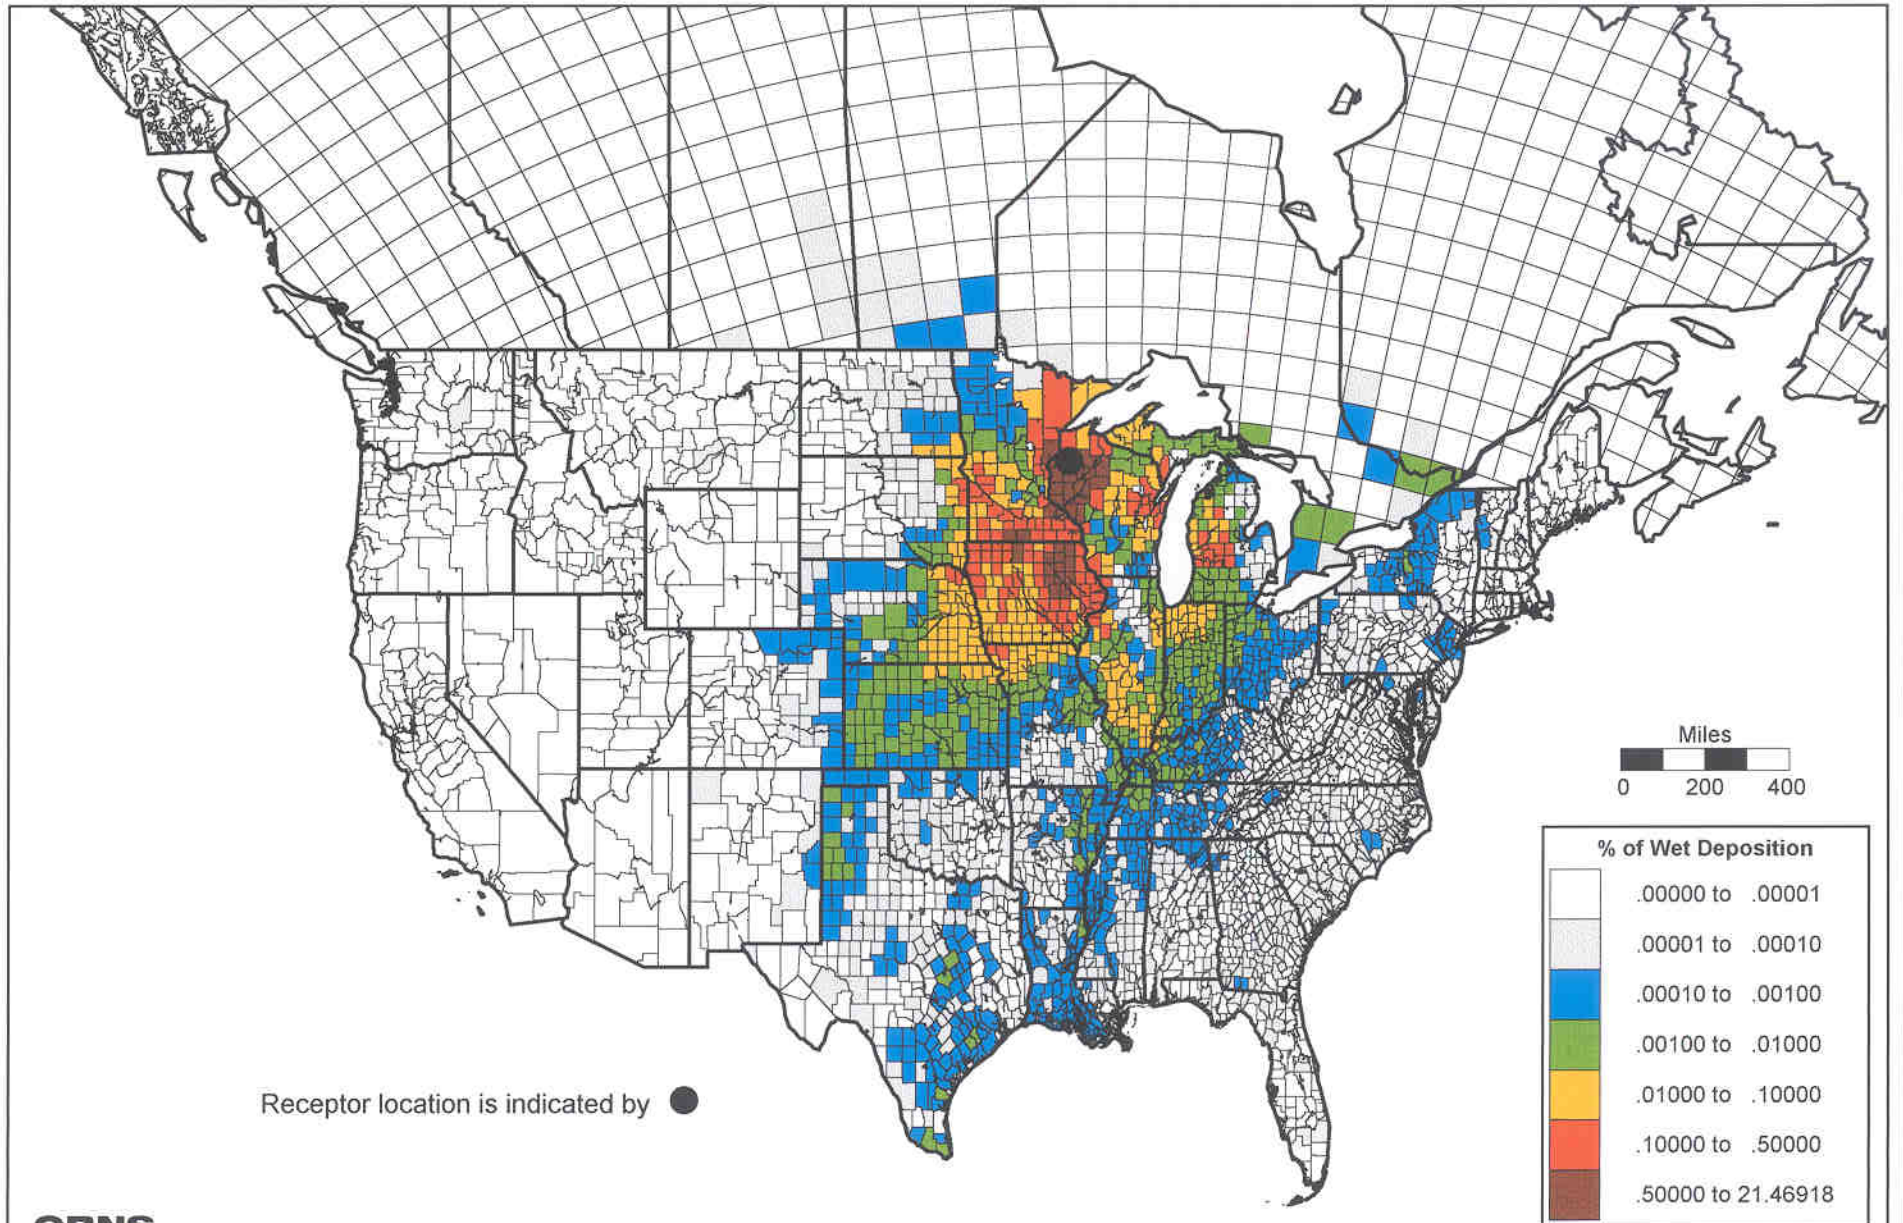 Miles
0 200 400
% of Wet Deposition
.00000 to .00001
.00001 to .00010
.00010 to .00100
.00100 to .01000
.01000 to .10000
.10000 to .50000
.50000 to 21.46918
Receptor location is indicated by
CBNS